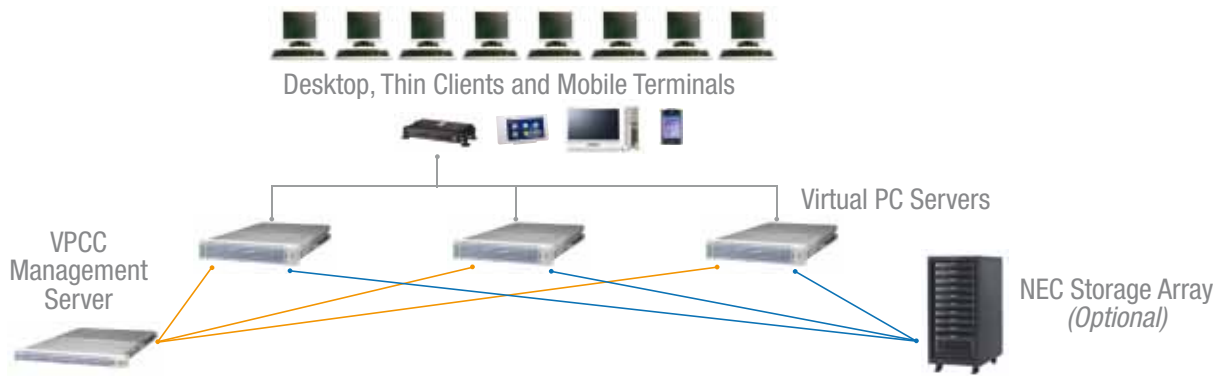 Desktop, Thin Clients and Mobile Terminals
Virtual PC Servers
VPCC
Management
Server
NEC Storage Array
(Optional)